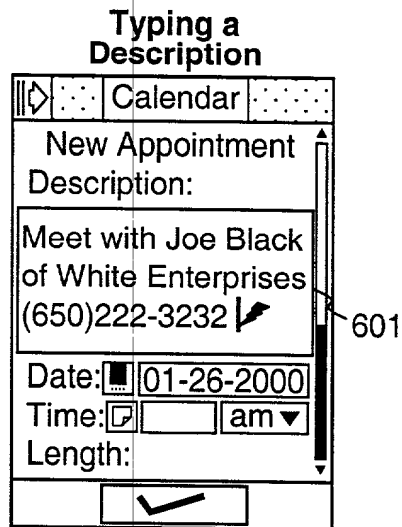 Typing a
Description
Calendar
New Appointment
Description:
Meet with Joe Black
of White Enterprises
(650)222-3232
601
Date: 01-26-2000
Time: am
Length: